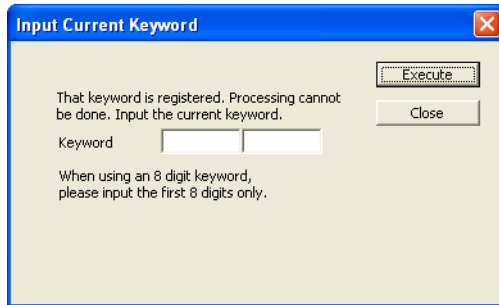 Input Current Keyword
Execute
That keyword is registered. Processing cannot
be done. Input the current keyword.
Close
Keyword
When using an 8 digit keyword,
please input the first 8 digits only.